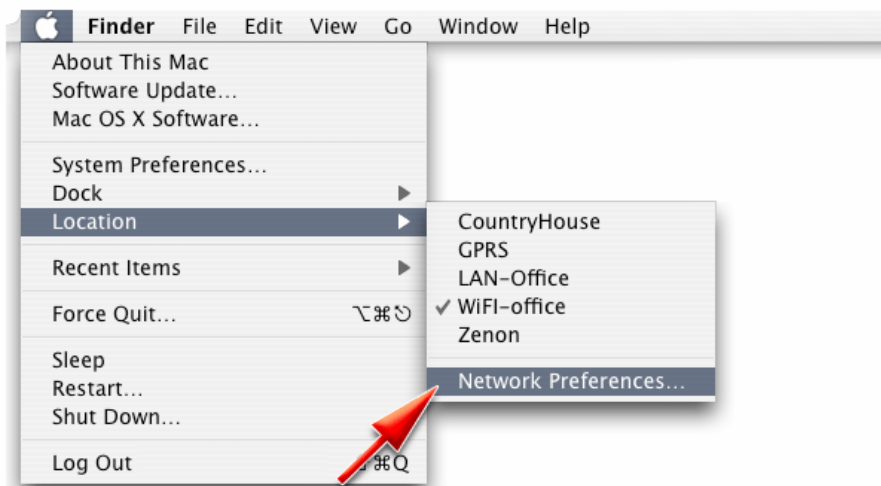 Finder File Edit View Go Window Help
About This Mac
Software Update...
Mac OS X Software...
System Preferences...
Dock
Location
Recent Items
Force Quit... ⌥⌘⎋
Sleep
Restart...
Shut Down...
Log Out ⌘Q
CountryHouse
GPRS
LAN-Office
✓ WiFI-office
Zenon
Network Preferences...